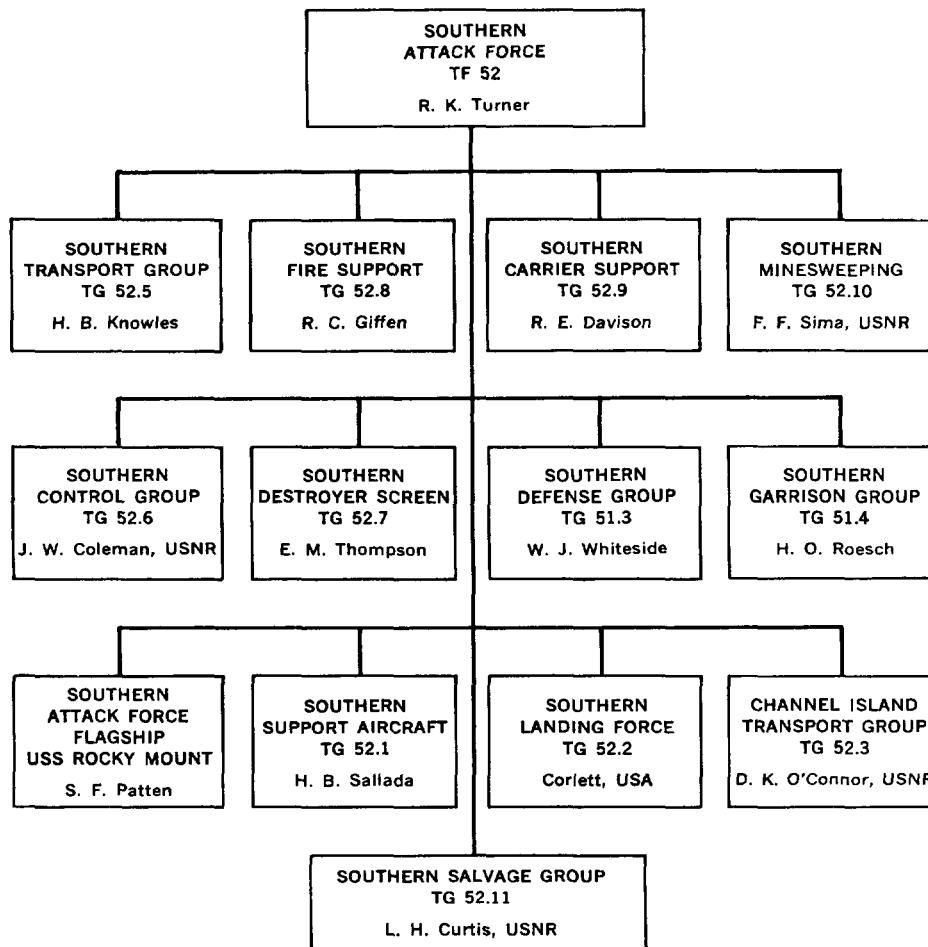 SOUTHERN
ATTACK FORCE
TF 52
R. K. Turner
SOUTHERN
TRANSPORT GROUP
TG 52.5
H. B. Knowles
SOUTHERN
FIRE SUPPORT
TG 52.8
R. C. Giffen
SOUTHERN
CARRIER SUPPORT
TG 52.9
R. E. Davison
SOUTHERN
MINESWEEPING
TG 52.10
F. F. Sima, USNR
SOUTHERN
CONTROL GROUP
TG 52.6
J. W. Coleman, USNR
SOUTHERN
DESTROYER SCREEN
TG 52.7
E. M. Thompson
SOUTHERN
DEFENSE GROUP
TG 51.3
W. J. Whiteside
SOUTHERN
GARRISON GROUP
TG 51.4
H. O. Roesch
SOUTHERN
ATTACK FORCE
FLAGSHIP
USS ROCKY MOUNT
S. F. Patten
SOUTHERN
SUPPORT AIRCRAFT
TG 52.1
H. B. Sallada
SOUTHERN
LANDING FORCE
TG 52.2
Corlett, USA
CHANNEL ISLAND
TRANSPORT GROUP
TG 52.3
D. K. O'Connor, USNR
SOUTHERN SALVAGE GROUP
TG 52.11
L. H. Curtis, USNR